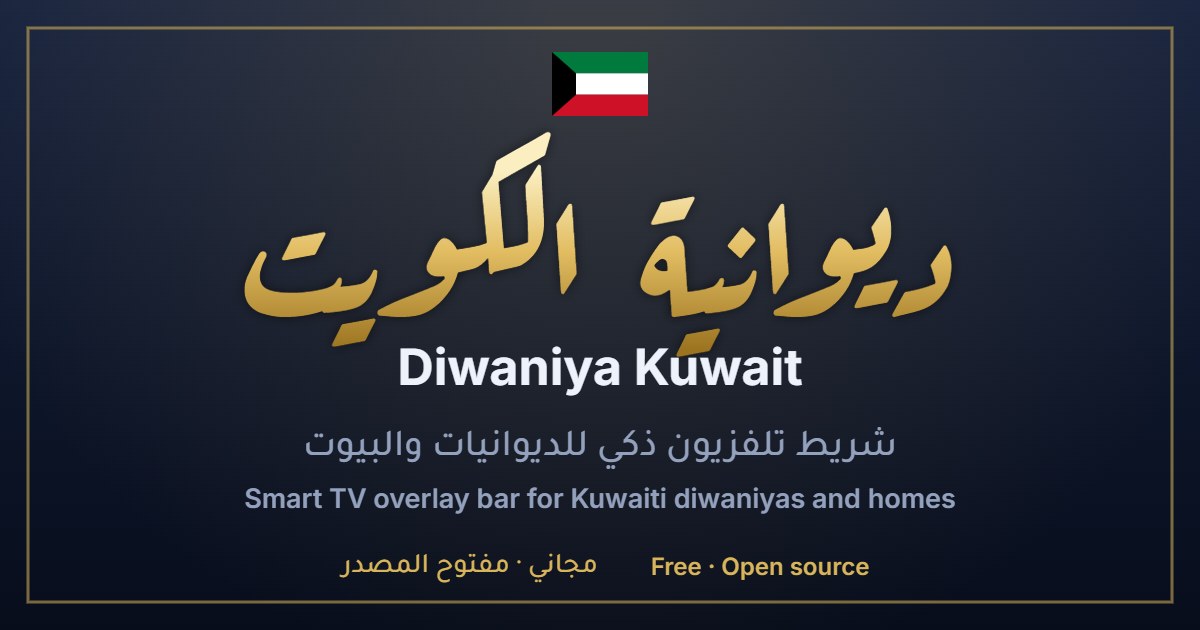 ديوانية الكويت
Diwaniya Kuwait
شريط تلفزيون ذكي للديوانيات والبيوت
Smart TV overlay bar for Kuwaiti diwaniyas and homes
مجاني · مفتوح المصدر Free · Open source